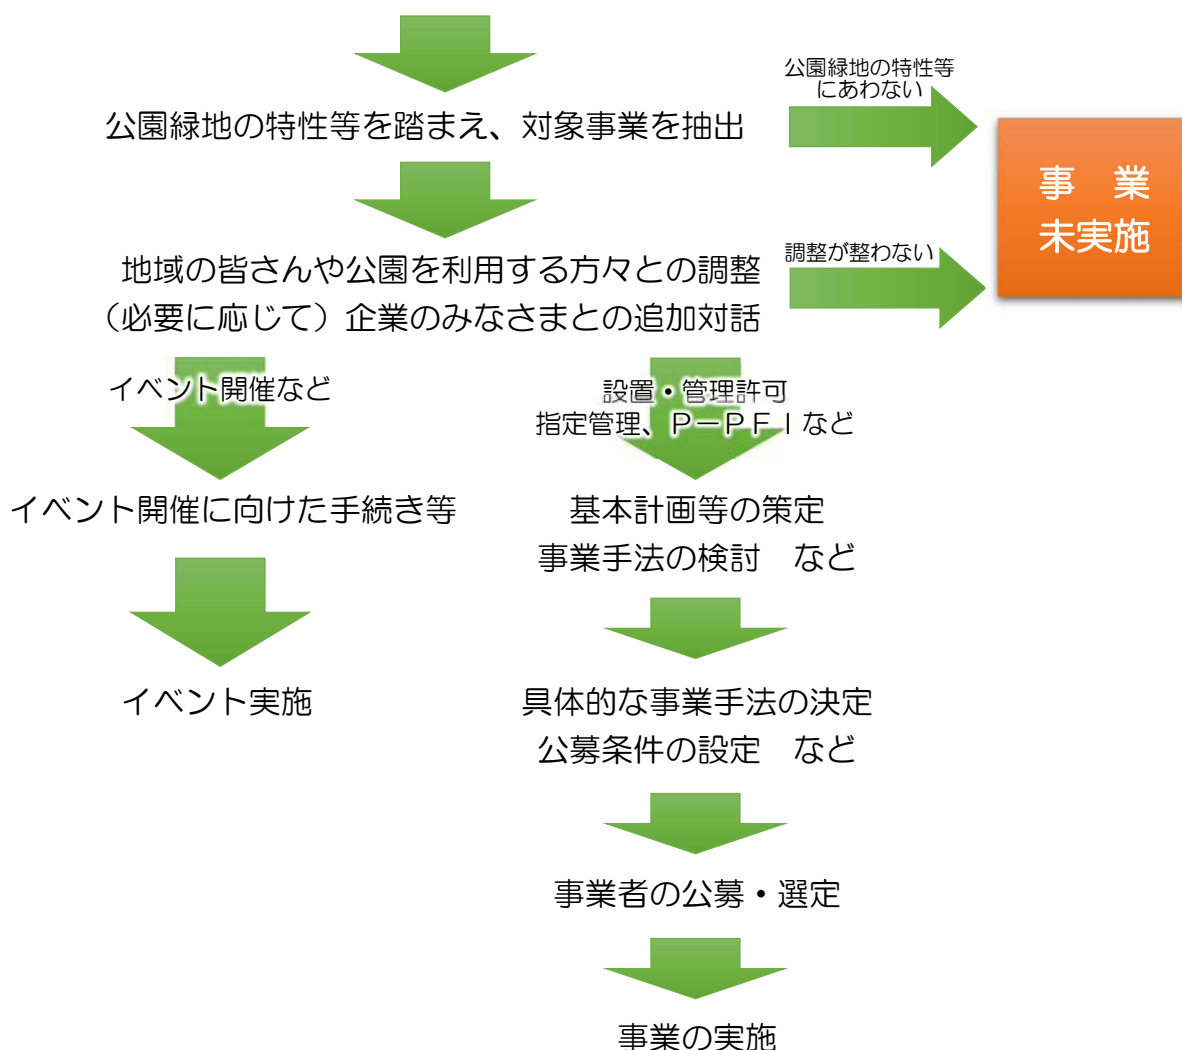 公園緑地の特性等
にあわない
公園緑地の特性等を踏まえ、対象事業を抽出
事　業
未実施
調整が整わない
地域の皆さんや公園を利用する方々との調整
（必要に応じて）企業のみなさまとの追加対話
イベント開催など
設置・管理許可
指定管理、Ｐ－ＰＦＩなど
イベント開催に向けた手続き等
基本計画等の策定
事業手法の検討　など
イベント実施
具体的な事業手法の決定
公募条件の設定　など
事業者の公募・選定
事業の実施